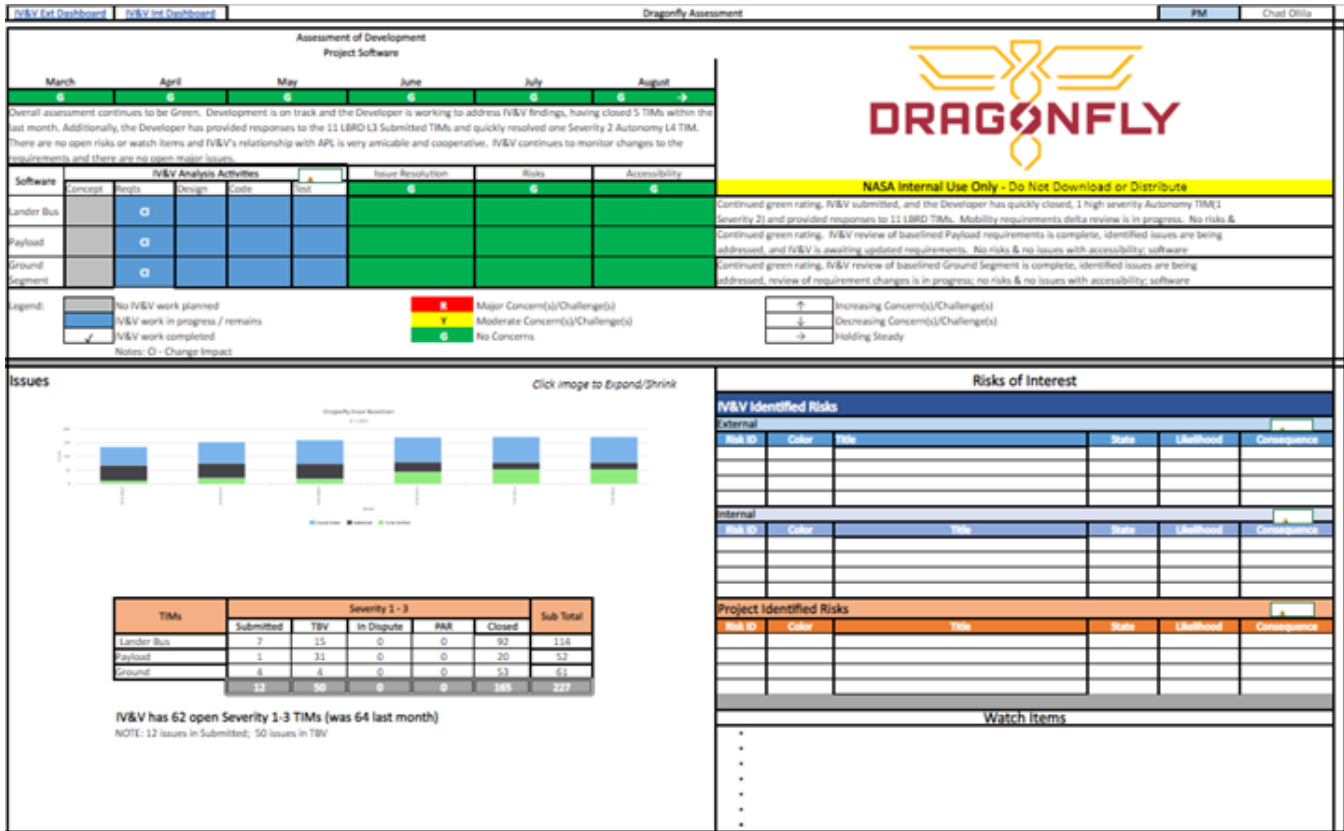 IV&V Ext Dashboard IV&V Int Dashboard Dragonfly Assessment PM Chad Ollila
Assessment of Development
Project Software
March April May June July August
G G G G G G →
Overall assessment continues to be Green. Development is on track and the Developer is working to address IV&V findings, having closed 5 TIMs within the
last month. Additionally, the Developer has provided responses to the 11 LBRD L3 Submitted TIMs and quickly resolved one Severity 2 Autonomy L4 TIM.
There are no open risks or watch items and IV&V's relationship with APL is very amicable and cooperative. IV&V continues to monitor changes to the
requirements and there are no open major issues.
DRAGONFLY
NASA Internal Use Only - Do Not Download or Distribute
Software IV&V Analysis Activities Issue Resolution Risks Accessibility
Concept Reqts Design Code Test G G G
Lander Bus CI
Continued green rating. IV&V submitted, and the Developer has quickly closed, 1 high severity Autonomy TIM(1
Severity 2) and provided responses to 11 LBRD TIMs. Mobility requirements delta review is in progress. No risks &
Payload CI
Continued green rating. IV&V review of baselined Payload requirements is complete, identified issues are being
addressed, and IV&V is awaiting updated requirements. No risks & no issues with accessibility; software
Ground
Segment CI
Continued green rating. IV&V review of baselined Ground Segment is complete, identified issues are being
addressed, review of requirement changes is in progress; no risks & no issues with accessibility; software
Legend: No IV&V work planned R Major Concern(s)/Challenge(s) ↑ Increasing Concern(s)/Challenge(s)
IV&V work in progress / remains Y Moderate Concern(s)/Challenge(s) ↓ Decreasing Concern(s)/Challenge(s)
✓ IV&V work completed G No Concerns → Holding Steady
Notes: CI - Change Impact
Issues Click image to Expand/Shrink
TIMs Severity 1 - 3 Sub Total
Submitted TBV In Dispute PAR Closed
Lander Bus 7 15 0 0 92 114
Payload 1 31 0 0 20 52
Ground 4 4 0 0 53 61
12 50 0 0 165 227
IV&V has 62 open Severity 1-3 TIMs (was 64 last month)
NOTE: 12 issues in Submitted; 50 issues in TBV
Risks of Interest
IV&V Identified Risks
External
Risk ID Color Title State Likelihood Consequence
Internal
Risk ID Color Title State Likelihood Consequence
Project Identified Risks
Risk ID Color Title State Likelihood Consequence
Watch Items